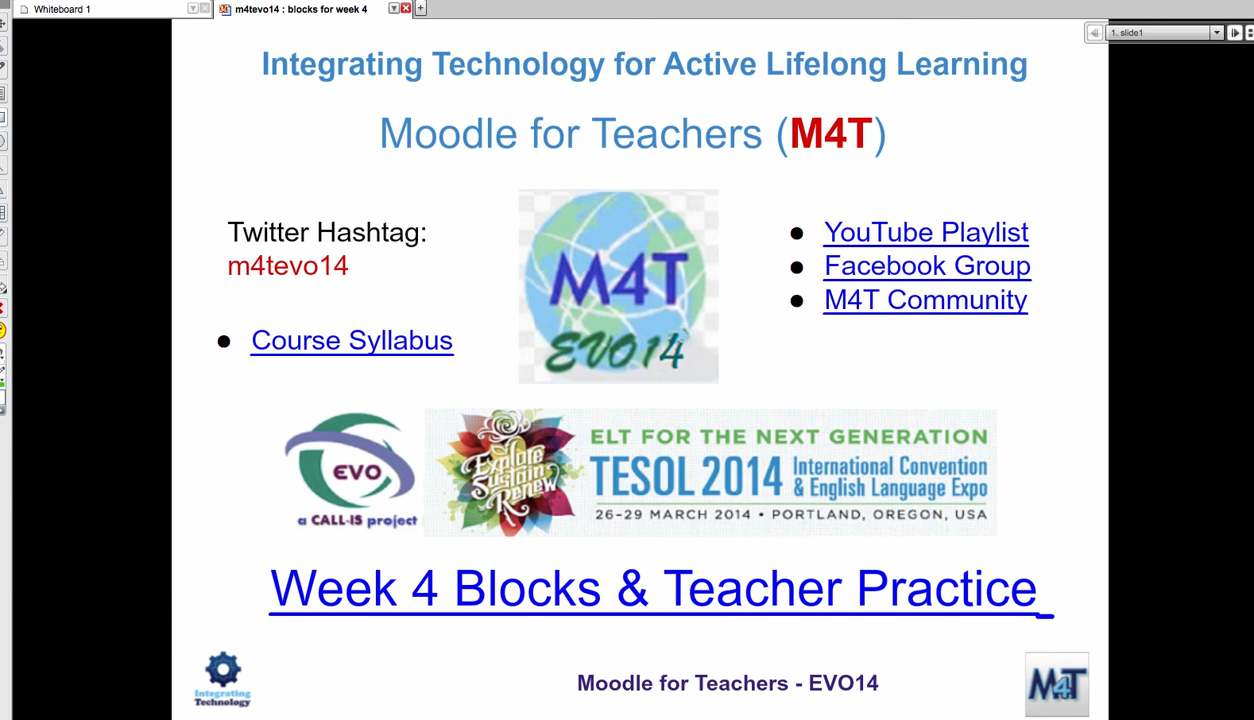 Whiteboard 1
m4tevo14 : blocks for week 4
1. slide1
Integrating Technology for Active Lifelong Learning
Moodle for Teachers (M4T)
Twitter Hashtag:
m4tevo14
● Course Syllabus
M4T
EVO14
● YouTube Playlist
● Facebook Group
● M4T Community
EVO
a CALL-IS project
Explore
Sustain
Renew
ELT FOR THE NEXT GENERATION
TESOL 2014 International Convention
& English Language Expo
26-29 MARCH 2014 • PORTLAND, OREGON, USA
Week 4 Blocks & Teacher Practice
Integrating
Technology
Moodle for Teachers - EVO14
M4T